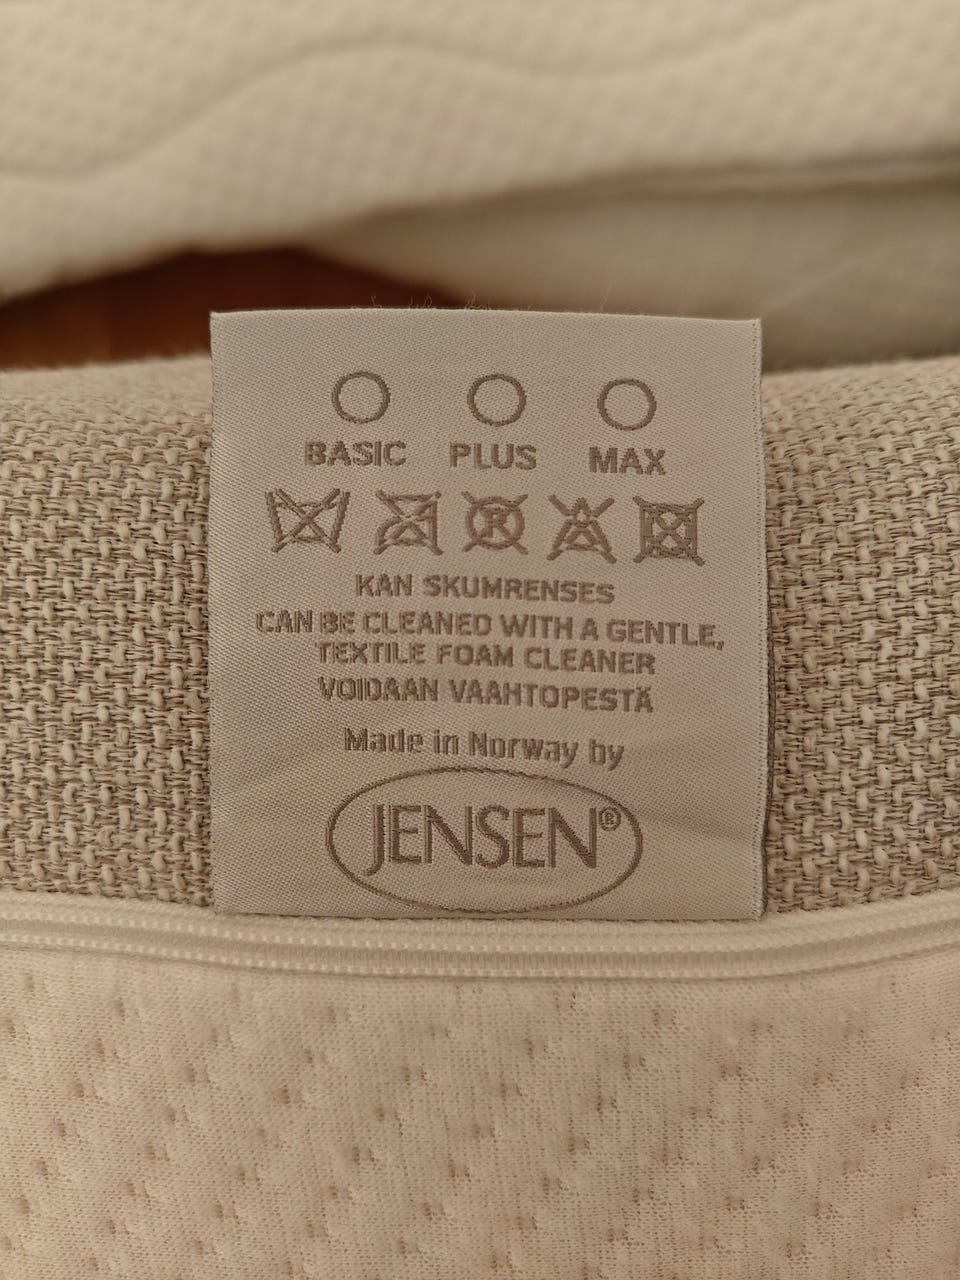 BASIC PLUS MAX
R
KAN SKUMRENSES
CAN BE CLEANED WITH A GENTLE,
TEXTILE FOAM CLEANER
VOIDAAN VAAHTOPESTÄ
Made in Norway by
JENSEN®